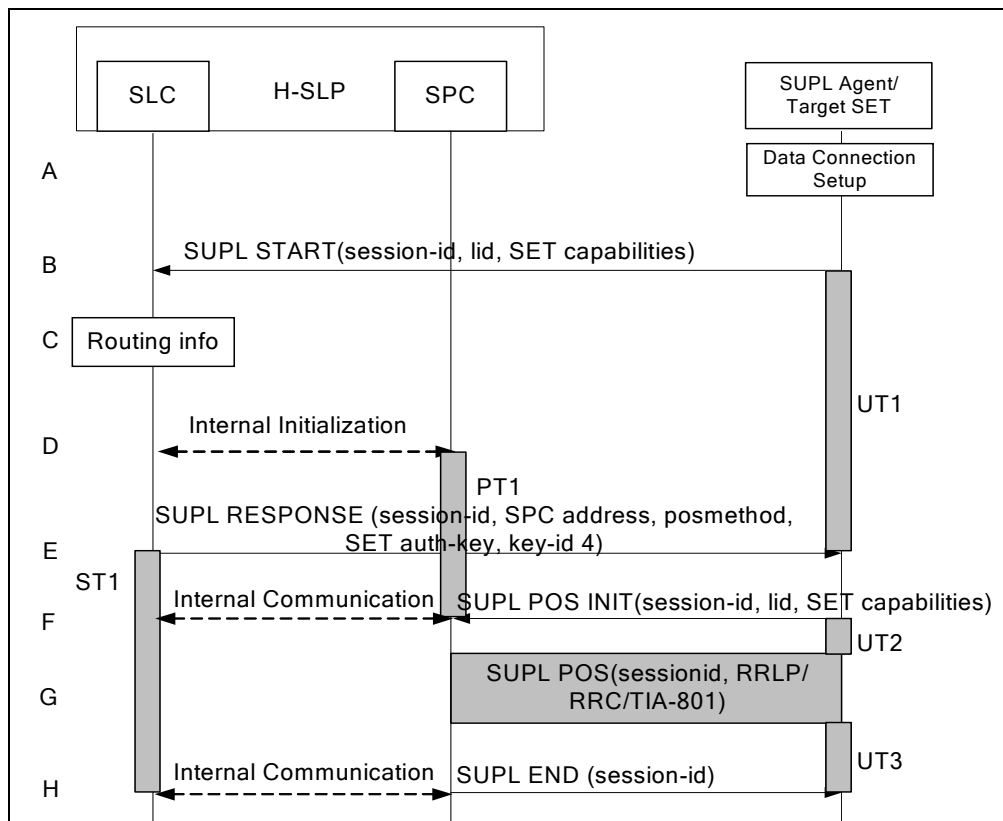 SLC
H-SLP
SPC
SUPL Agent/
Target SET
A
Data Connection
Setup
B
SUPL START(session-id, lid, SET capabilities)
C
Routing info
UT1
D
Internal Initialization
PT1
SUPL RESPONSE (session-id, SPC address, posmethod,
SET auth-key, key-id 4)
E
ST1
Internal Communication
SUPL POS INIT(session-id, lid, SET capabilities)
F
UT2
SUPL POS(sessionid, RRLP/
RRC/TIA-801)
G
UT3
Internal Communication
SUPL END (session-id)
H